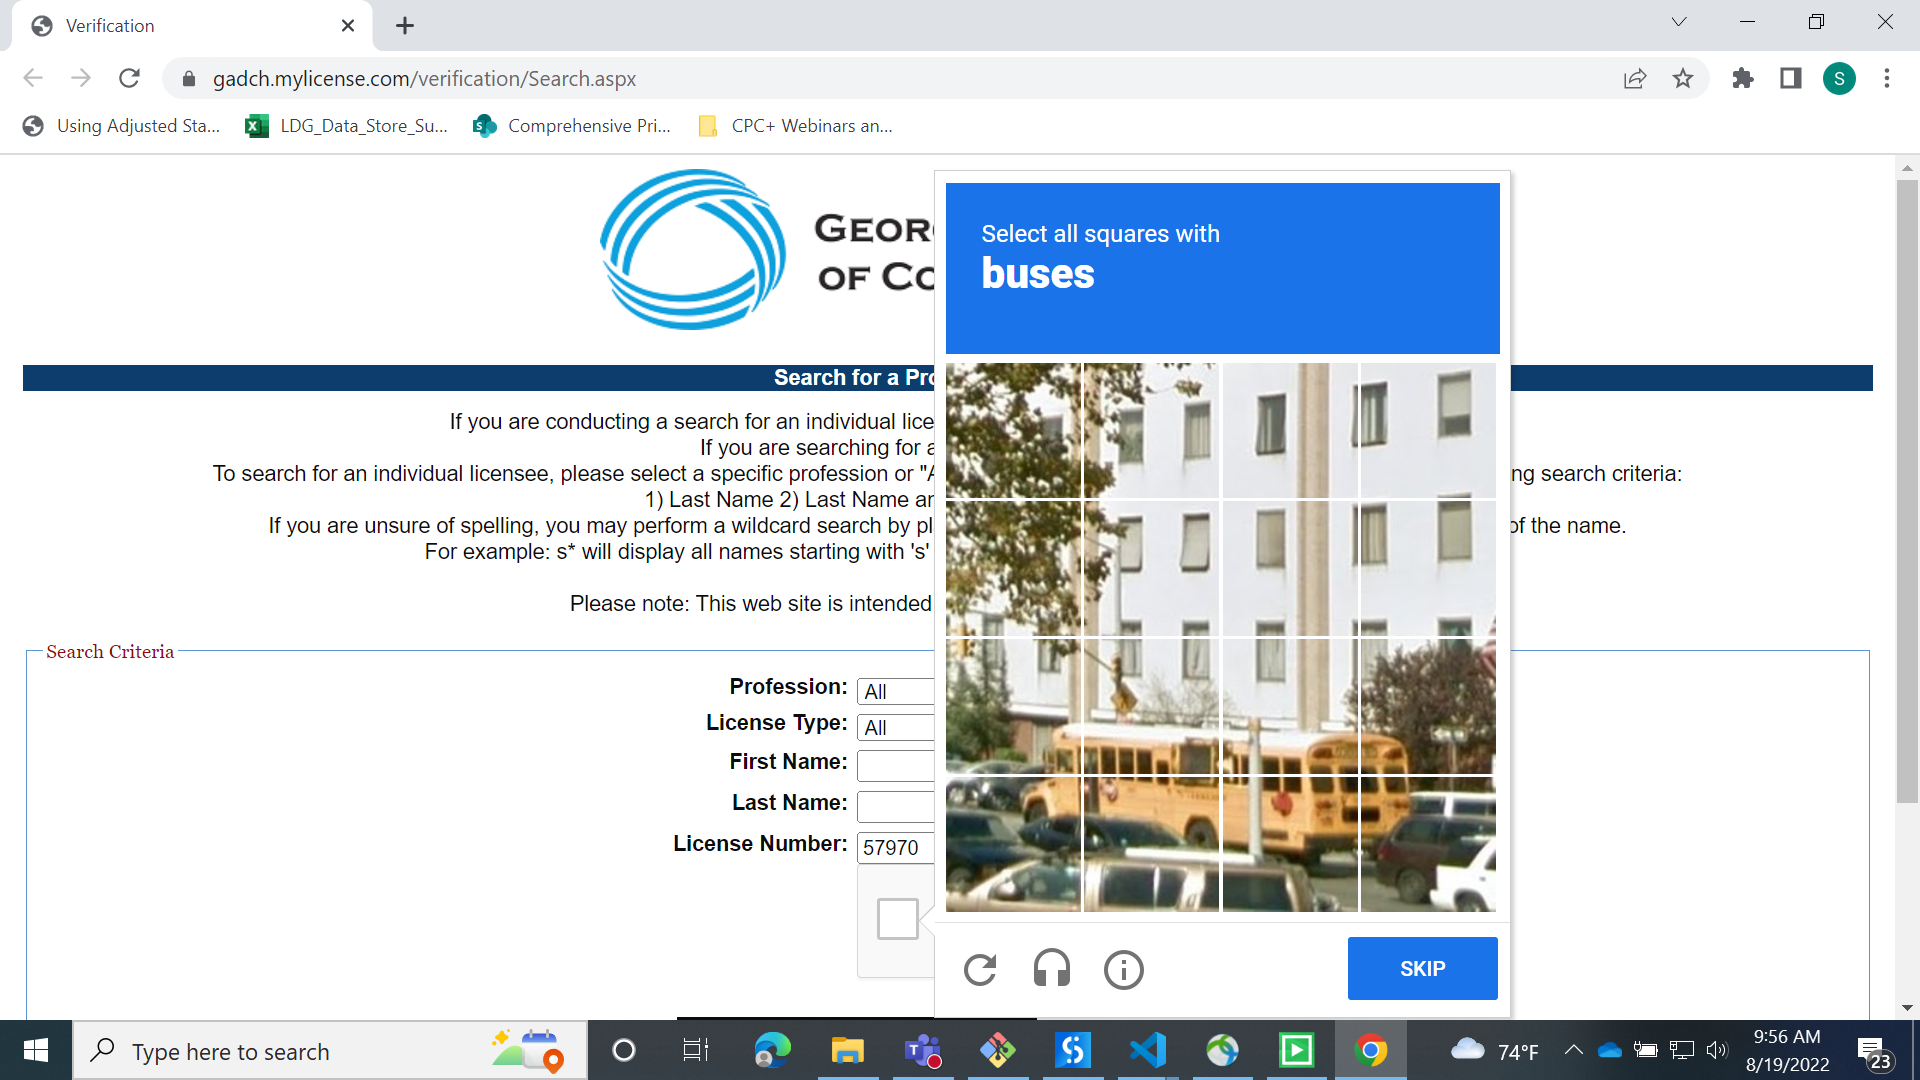 Verification
gadch.mylicense.com/verification/Search.aspx
S
Using Adjusted Sta...
LDG_Data_Store_Su...
Comprehensive Pri...
CPC+ Webinars an...
GEOR
OF CO
Select all squares with
buses
Search for a Pro
If you are conducting a search for an individual lice
If you are searching for a
To search for an individual licensee, please select a specific profession or "A
ng search criteria:
1) Last Name 2) Last Name an
If you are unsure of spelling, you may perform a wildcard search by pl
of the name.
For example: s* will display all names starting with 's'
Please note: This web site is intended
Search Criteria
Profession:
All
License Type:
All
First Name:
Last Name:
License Number:
57970
SKIP
Type here to search
74°F
9:56 AM
8/19/2022
23